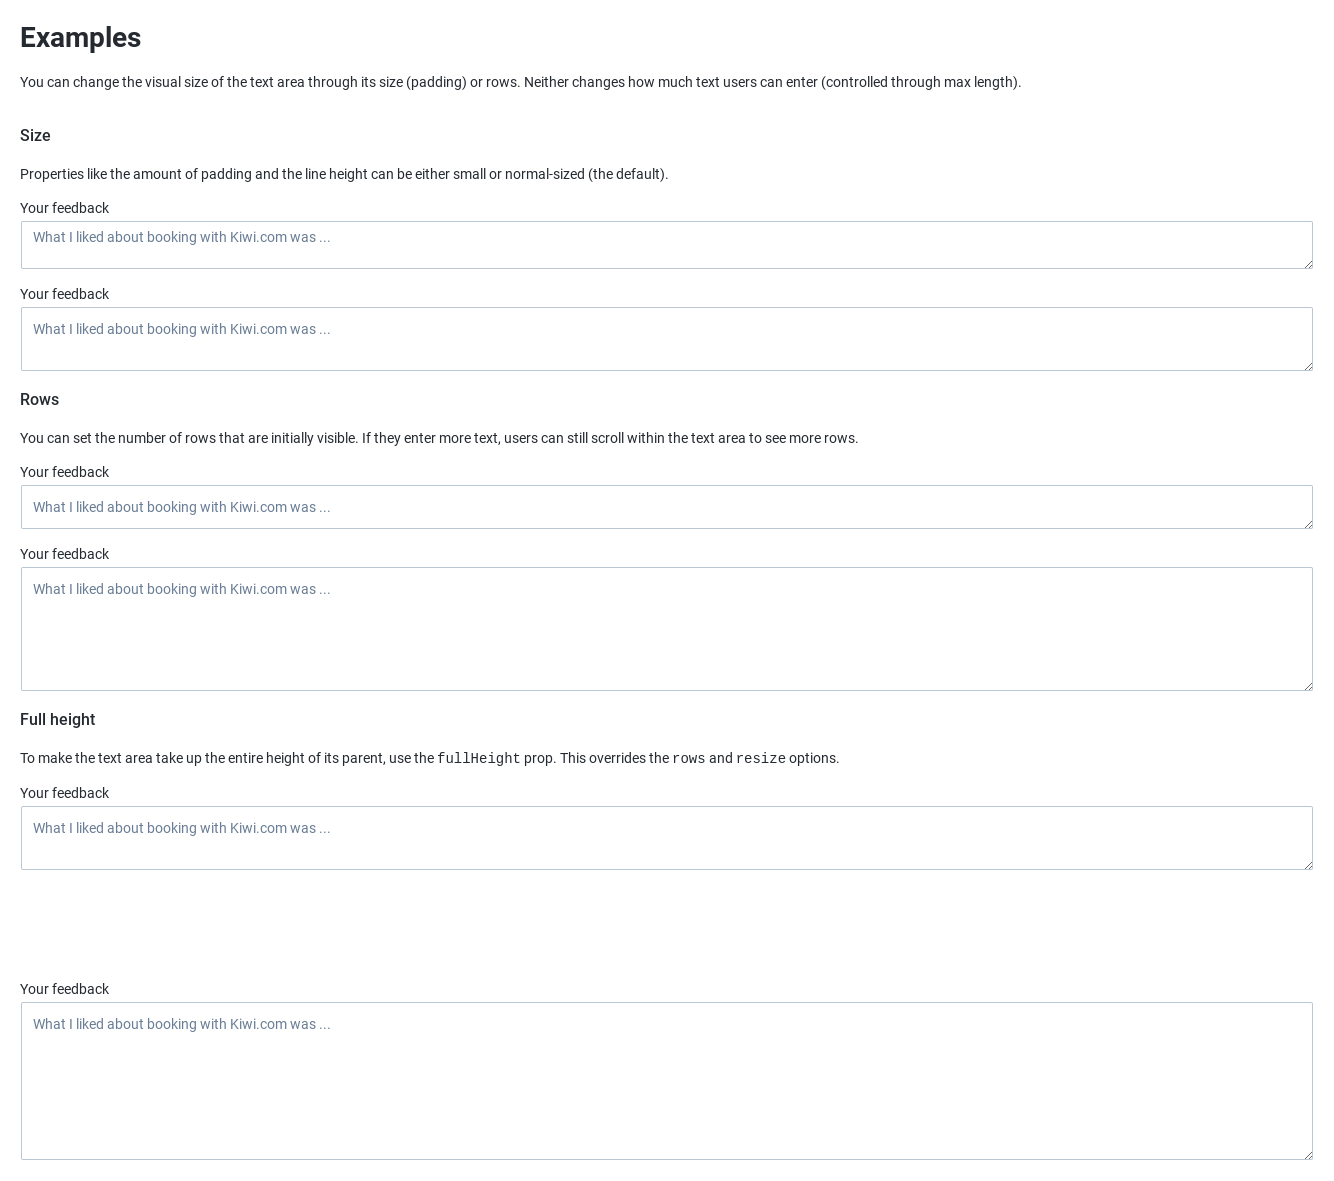 Examples
You can change the visual size of the text area through its size (padding) or rows. Neither changes how much text users can enter (controlled through max length).
Size
Properties like the amount of padding and the line height can be either small or normal-sized (the default).
Your feedback
What I liked about booking with Kiwi.com was ...
Your feedback
What I liked about booking with Kiwi.com was ...
Rows
You can set the number of rows that are initially visible. If they enter more text, users can still scroll within the text area to see more rows.
Your feedback
What I liked about booking with Kiwi.com was ...
Your feedback
What I liked about booking with Kiwi.com was ...
Full height
To make the text area take up the entire height of its parent, use the fullHeight prop. This overrides the rows and resize options.
Your feedback
What I liked about booking with Kiwi.com was ...
Your feedback
What I liked about booking with Kiwi.com was ...